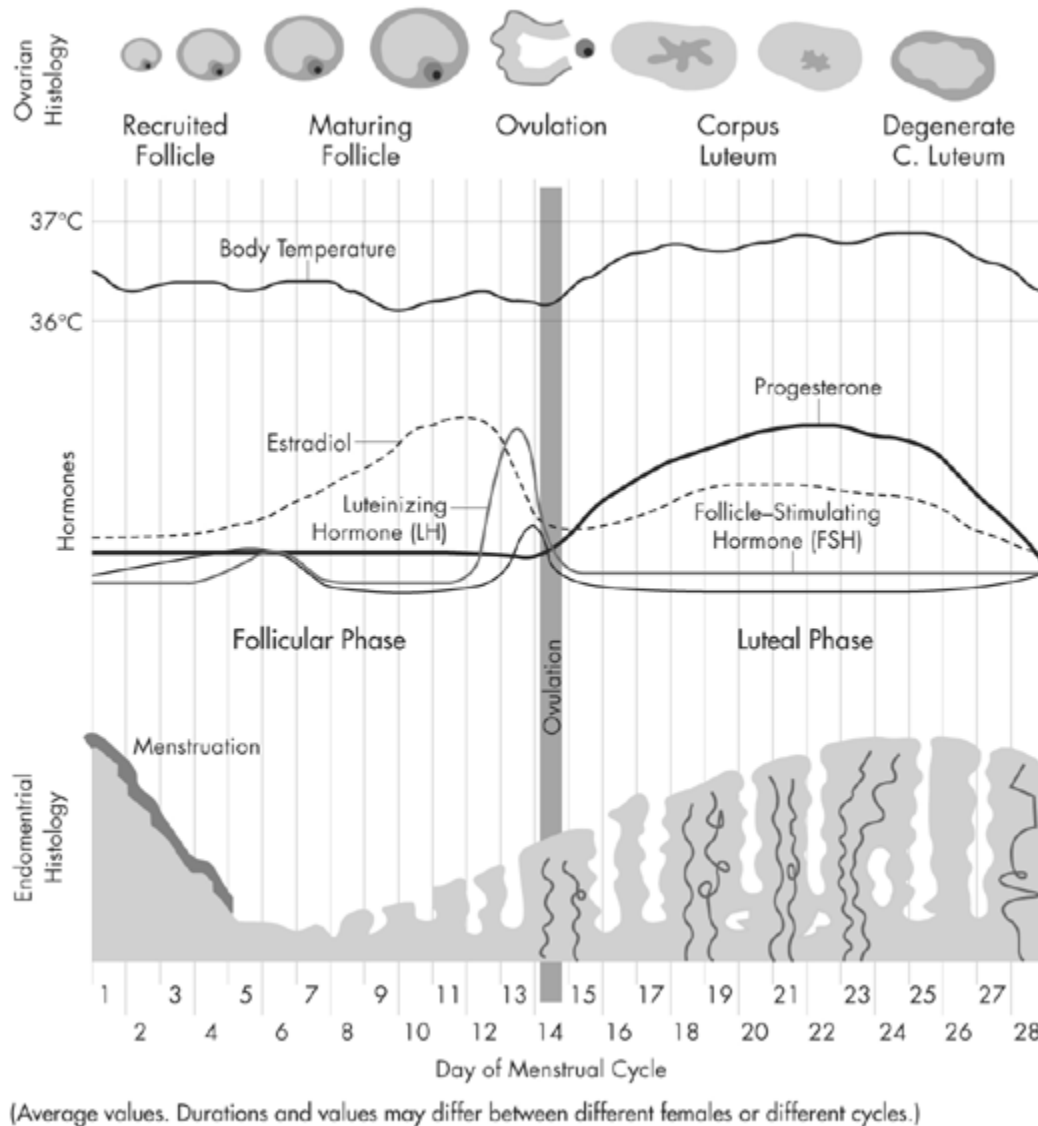 Ovarian
Histology
Recruited
Follicle
Maturing
Follicle
Ovulation
Corpus
Luteum
Degenerate
C. Luteum
37°C
Body Temperature
36°C
Hormones
Progesterone
Estradiol
Luteinizing
Hormone (LH)
Follicle–Stimulating
Hormone (FSH)
Follicular Phase
Luteal Phase
Ovulation
Endomentrial
Histology
Menstruation
1 3 5 7 9 11 13 15 17 19 21 23 25 27
2 4 6 8 10 12 14 16 18 20 22 24 26 28
Day of Menstrual Cycle
(Average values. Durations and values may differ between different females or different cycles.)